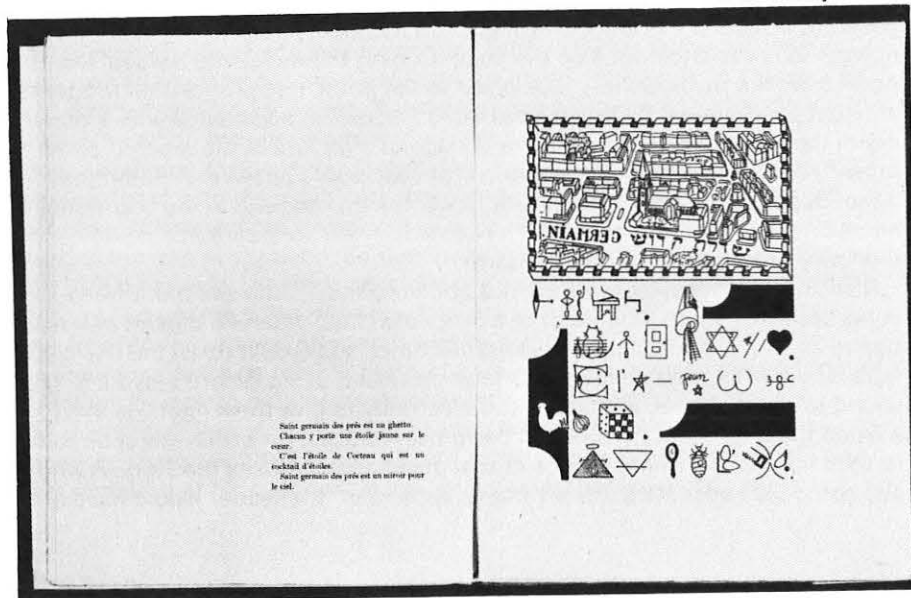 Saint germain des prés est un ghetto.
Chacun y porte une étoile jaune sur le
cœur.
C'est l'étoile de Cocteau qui est un
cocktail d'étoiles.
Saint germain des prés est un miroir pour
le ciel.
GERMAIN קדוש